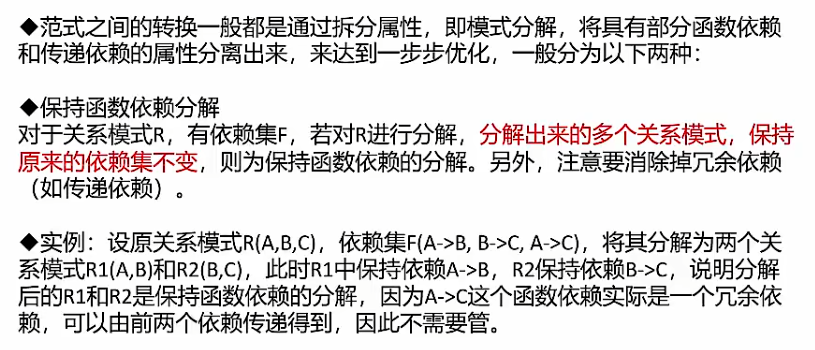 ◆范式之间的转换一般都是通过拆分属性，即模式分解，将具有部分函数依赖
和传递依赖的属性分离出来，来达到一步步优化，一般分为以下两种：
◆保持函数依赖分解
对于关系模式R，有依赖集F，若对R进行分解，分解出来的多个关系模式，保持
原来的依赖集不变，则为保持函数依赖的分解。另外，注意要消除掉冗余依赖
（如传递依赖）。
◆实例：设原关系模式R(A,B,C)，依赖集F(A->B, B->C, A->C)，将其分解为两个关
系模式R1(A,B)和R2(B,C)，此时R1中保持依赖A->B，R2保持依赖B->C，说明分解
后的R1和R2是保持函数依赖的分解，因为A->C这个函数依赖实际是一个冗余依
赖，可以由前两个依赖传递得到，因此不需要管。